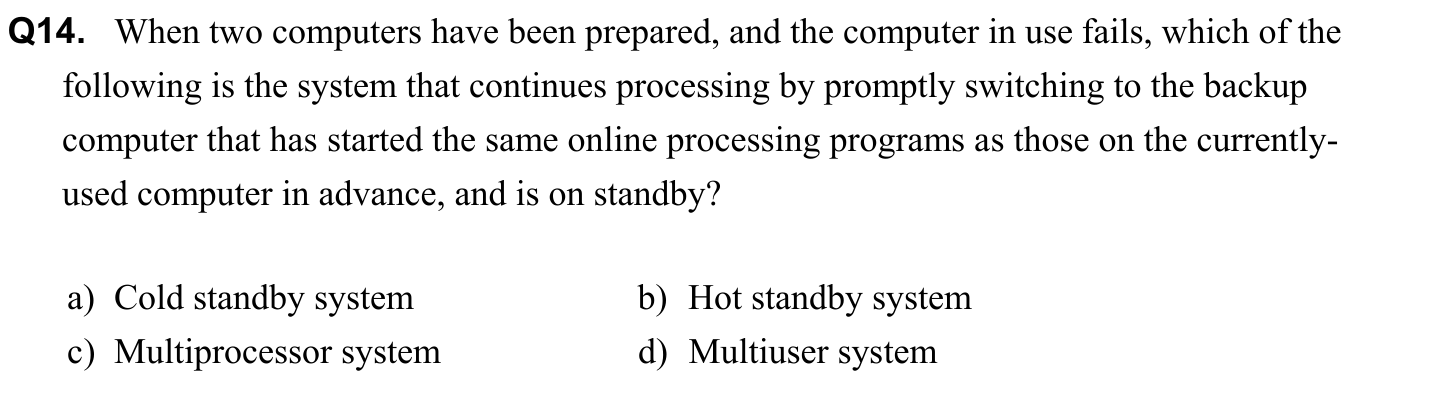 Q14. When two computers have been prepared, and the computer in use fails, which of the
following is the system that continues processing by promptly switching to the backup
computer that has started the same online processing programs as those on the currently-
used computer in advance, and is on standby?
a) Cold standby system b) Hot standby system
c) Multiprocessor system d) Multiuser system